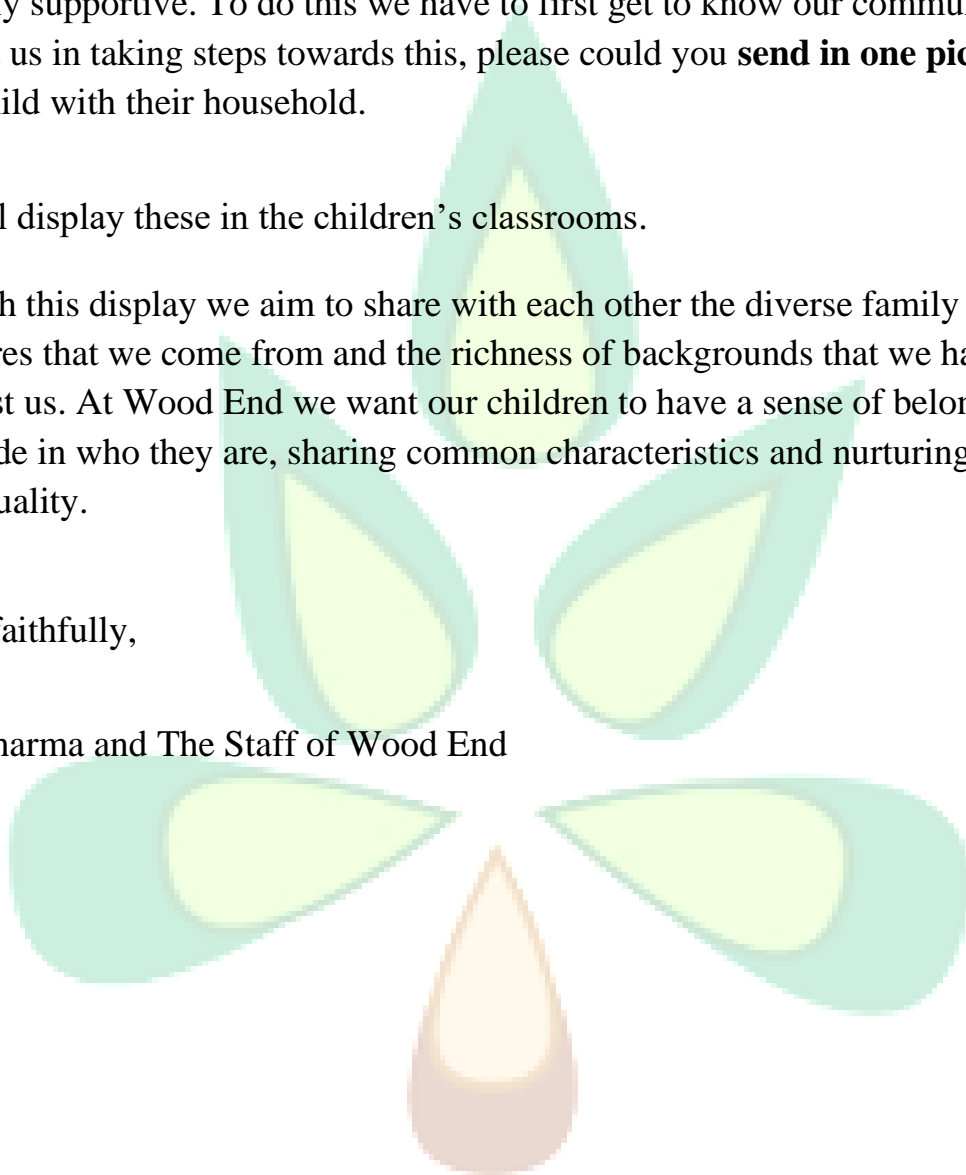 y supportive. To do this we have to first get to know our commu
us in taking steps towards this, please could you send in one pic
ild with their household.
l display these in the children's classrooms.
h this display we aim to share with each other the diverse family
res that we come from and the richness of backgrounds that we ha
st us. At Wood End we want our children to have a sense of belon
de in who they are, sharing common characteristics and nurturing
uality.
faithfully,
harma and The Staff of Wood End